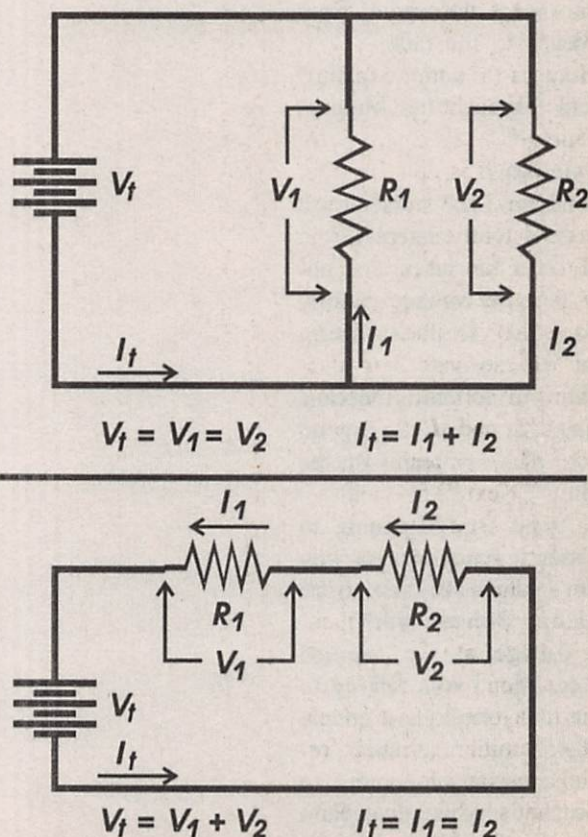 Vt V1 R1 V2 R2
It I1 I2
Vt = V1 = V2 It = I1 + I2
I1 I2
R1 R2
V1 V2
Vt
It
Vt = V1 + V2 It = I1 = I2